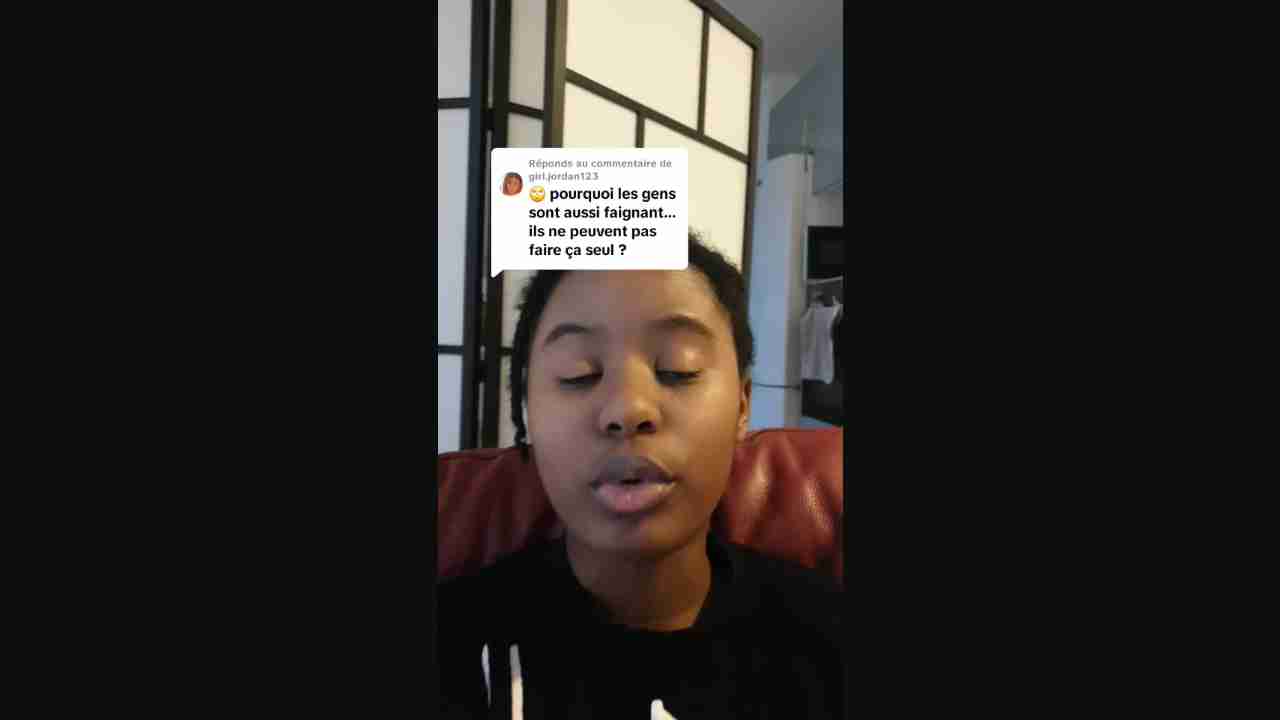 Réponds au commentaire de
girl.jordan123
🙄 pourquoi les gens
sont aussi faignant...
ils ne peuvent pas
faire ça seul ?